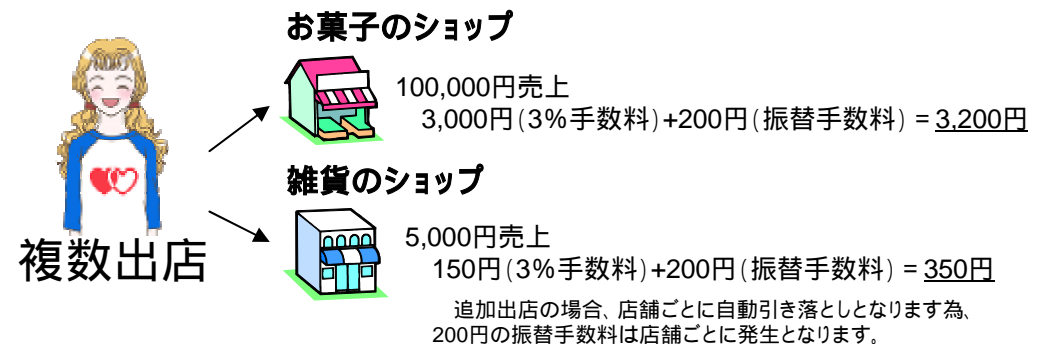 お菓子のショップ
100,000円売上
3,000円(3%手数料)+200円(振替手数料) = 3,200円
雑貨のショップ
複数出店
5,000円売上
150円(3%手数料)+200円(振替手数料) = 350円
追加出店の場合、店舗ごとに自動引き落としとなります為、
200円の振替手数料は店舗ごとに発生となります。